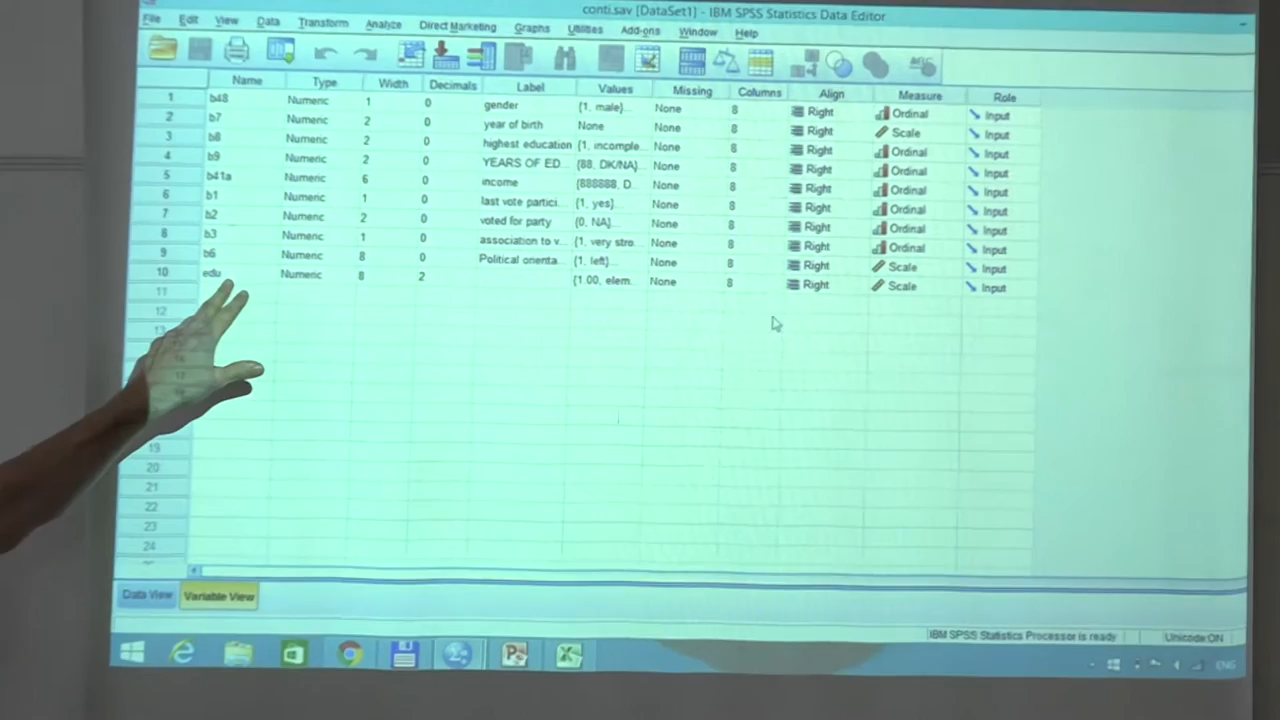 conti.sav [DataSet1] - IBM SPSS Statistics Data Editor
File Edit View Data Transform Analyze Direct Marketing Graphs Utilities Add-ons Window Help
Name Type Width Decimals Label Values Missing Columns Align Measure Role
1 b48 Numeric 1 0 gender {1, male}... None 8 Right Ordinal Input
2 b7 Numeric 2 0 year of birth None None 8 Right Scale Input
3 b8 Numeric 2 0 highest education {1, incomple... None 8 Right Ordinal Input
4 b9 Numeric 2 0 YEARS OF ED... {88, DK/NA}... None 8 Right Ordinal Input
5 b41a Numeric 6 0 income {888888, D... None 8 Right Ordinal Input
6 b1 Numeric 1 0 last vote partici... {1, yes}... None 8 Right Ordinal Input
7 b2 Numeric 2 0 voted for party {0, NA}... None 8 Right Ordinal Input
8 b3 Numeric 1 0 association to v... {1, very stro... None 8 Right Ordinal Input
9 b6 Numeric 8 0 Political orienta... {1, left}... None 8 Right Scale Input
10 edu Numeric 8 2 {1.00, elem... None 8 Right Scale Input
11
12
19
20
21
22
23
24
Data View Variable View
IBM SPSS Statistics Processor is ready Unicode:ON
ENG